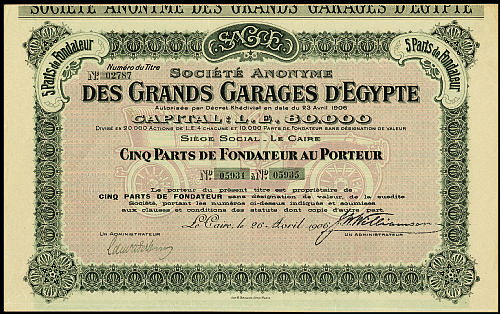 SOCIÉTÉ ANONYME DES GRANDS GARAGES D'EGYPTE
5 Parts de Fondateur
5 Parts de Fondateur
Numéro du Titre
No 02787
SOCIÉTÉ ANONYME
DES GRANDS GARAGES D'EGYPTE
Autorisée par Décret Khédivial en date du 23 Avril 1906
CAPITAL: L.E. 80.000
DIVISÉ EN 20.000 ACTIONS DE L.E. 4 CHACUNE ET 10.000 PARTS DE FONDATEUR SANS DÉSIGNATION DE VALEUR
SIÈGE SOCIAL. LE CAIRE
CINQ PARTS DE FONDATEUR AU PORTEUR
No 05931 à No 05935
Le porteur du présent titre est propriétaire de
CINQ PARTS DE FONDATEUR sans désignation de valeur, de la susdite
Société, portant les numéros ci-dessus indiqués et soumises
aux clauses et conditions des statuts dont copie d'autre part.
Le Caire, le 26 Avril 1906
UN ADMINISTRATEUR
UN ADMINISTRATEUR